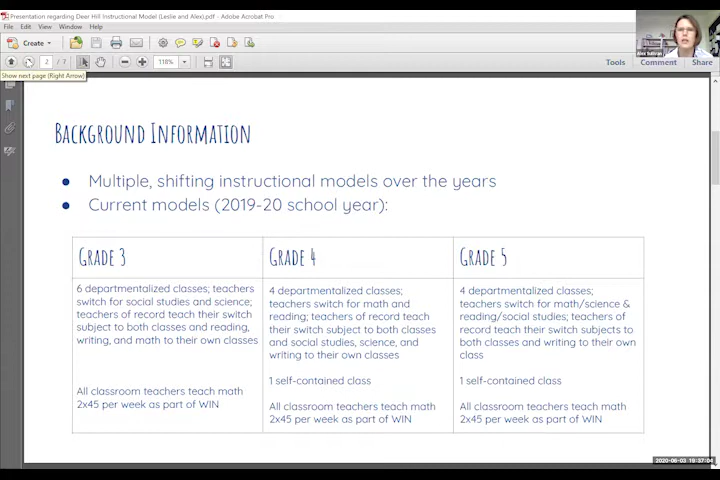 Presentation regarding Deer Hill Instructional Model (Leslie and Alex).pdf - Adobe Acrobat Pro
File Edit View Window Help
Create
2 / 7 118% Tools Comment Share
Show next page (Right Arrow)
BACKGROUND INFORMATION
● Multiple, shifting instructional models over the years
● Current models (2019-20 school year):
GRADE 3
6 departmentalized classes; teachers
switch for social studies and science;
teachers of record teach their switch
subject to both classes and reading,
writing, and math to their own classes
All classroom teachers teach math
2x45 per week as part of WIN
GRADE 4
4 departmentalized classes;
teachers switch for math and
reading; teachers of record teach
their switch subject to both classes
and social studies, science, and
writing to their own classes
1 self-contained class
All classroom teachers teach math
2x45 per week as part of WIN
GRADE 5
4 departmentalized classes;
teachers switch for math/science &
reading/social studies; teachers of
record teach their switch subjects to
both classes and writing to their own
class
1 self-contained class
All classroom teachers teach math
2x45 per week as part of WIN
2020-06-03 19:37:04